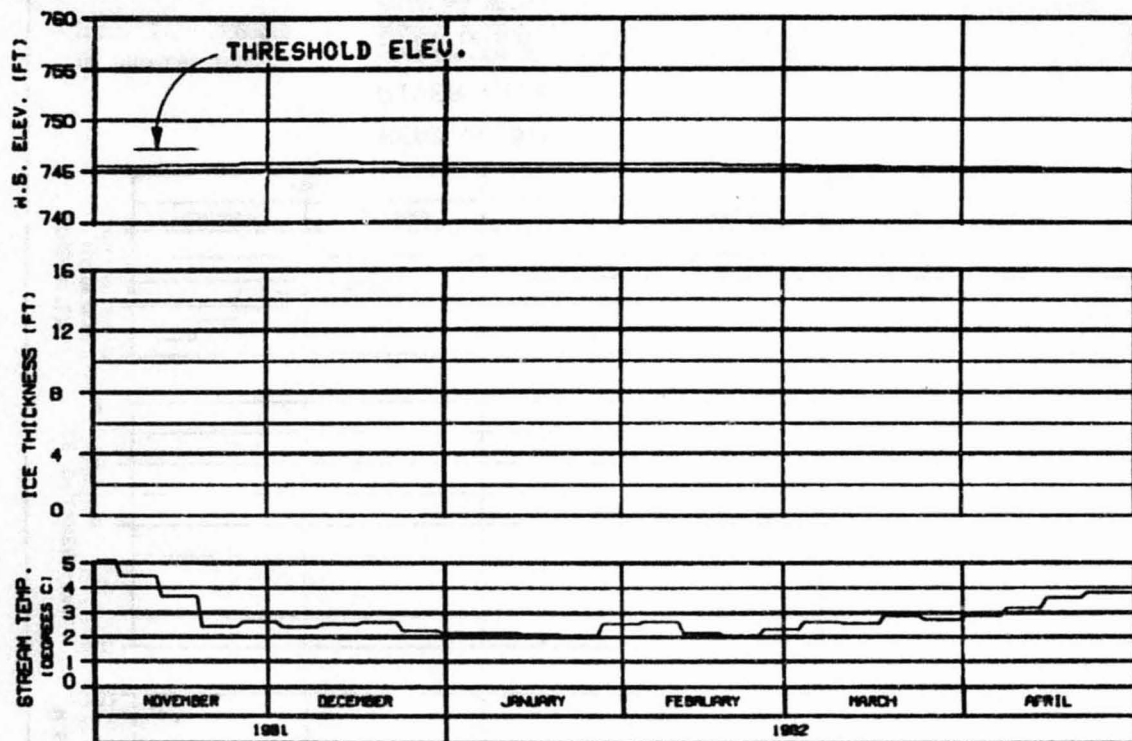 W.S. ELEV. (FT)
760
755
750
745
740
THRESHOLD ELEV.
ICE THICKNESS (FT)
16
12
8
4
0
STREAM TEMP.
(DEGREES C)
5
4
3
2
1
0
NOVEMBER DECEMBER JANUARY FEBRUARY MARCH APRIL
1981 1982